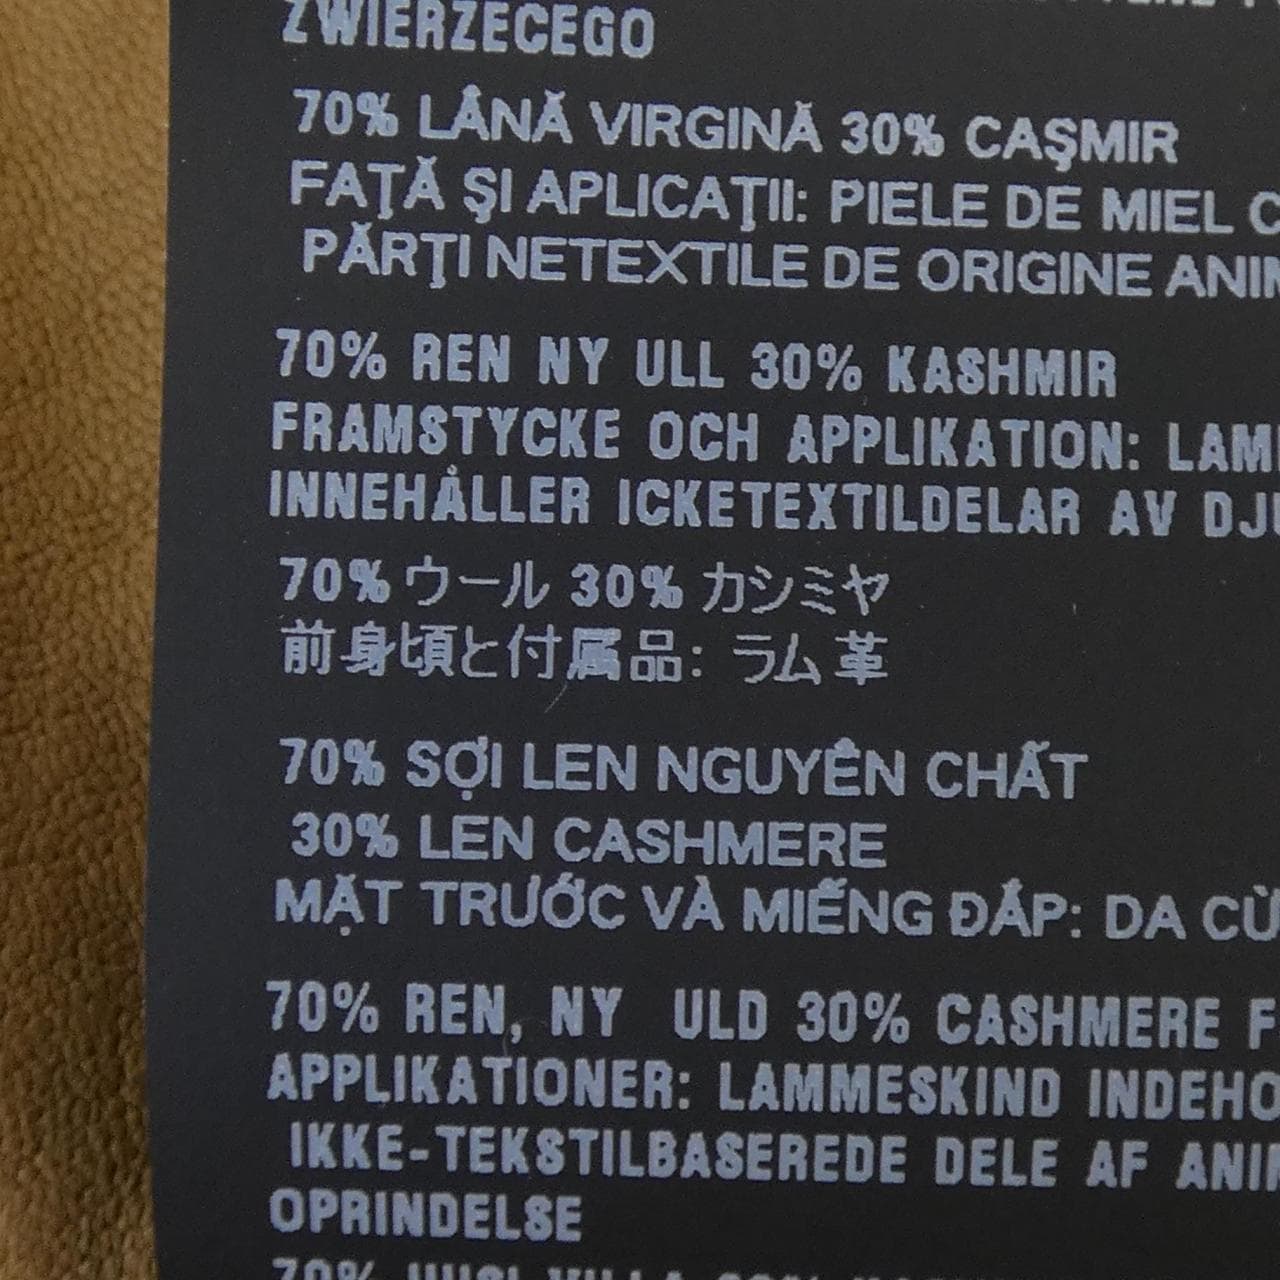 ZWIERZECEGO
70% LÂNĂ VIRGINĂ 30% CAŞMIR
FAŢĂ ŞI APLICAŢII: PIELE DE MIEL
PĂRŢI NETEXTILE DE ORIGINE
70% REN NY ULL 30% KASHMIR
FRAMSTYCKE OCH APPLIKATION:
INNEHÅLLER ICKETEXTILDELAR AV
70% ウール 30% カシミヤ
前身頃と付属品: ラム革
70% SỢI LEN NGUYÊN CHẤT
30% LEN CASHMERE
MẶT TRƯỚC VÀ MIẾNG ĐẮP: DA
70% REN, NY ULD 30% CASHMERE
APPLIKATIONER: LAMMESKIND
IKKE-TEKSTILBASEREDE DELE AF
OPRINDELSE
70%